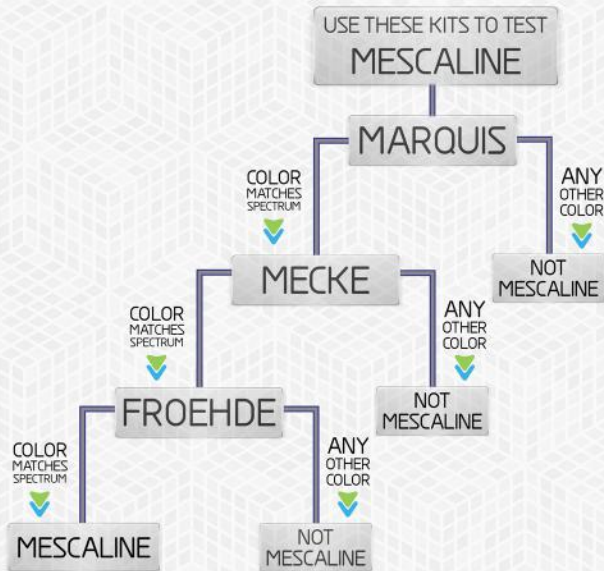 USE THESE KITS TO TEST
MESCALINE
MARQUIS
COLOR
MATCHES
SPECTRUM
ANY
OTHER
COLOR
MECKE
NOT
MESCALINE
COLOR
MATCHES
SPECTRUM
ANY
OTHER
COLOR
FROEHDE
NOT
MESCALINE
COLOR
MATCHES
SPECTRUM
ANY
OTHER
COLOR
MESCALINE
NOT
MESCALINE